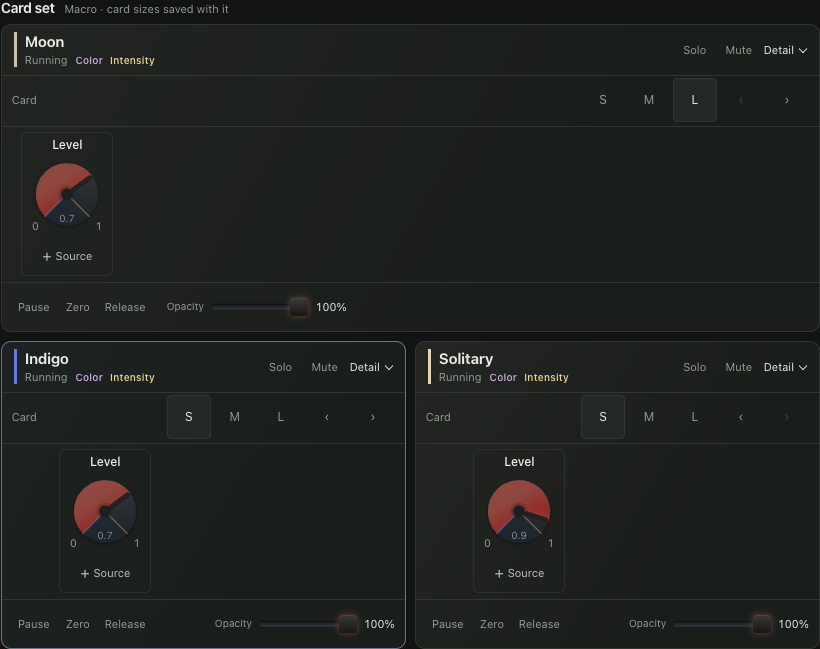 Card set Macro · card sizes saved with it
Moon
Running Color Intensity
Solo Mute Detail
Card S M L ‹ ›
Level
0.7
0 1
+ Source
Pause Zero Release Opacity 100%
Indigo
Running Color Intensity
Solo Mute Detail
Card S M L ‹ ›
Level
0.7
0 1
+ Source
Pause Zero Release Opacity 100%
Solitary
Running Color Intensity
Solo Mute Detail
Card S M L ‹ ›
Level
0.9
0 1
+ Source
Pause Zero Release Opacity 100%